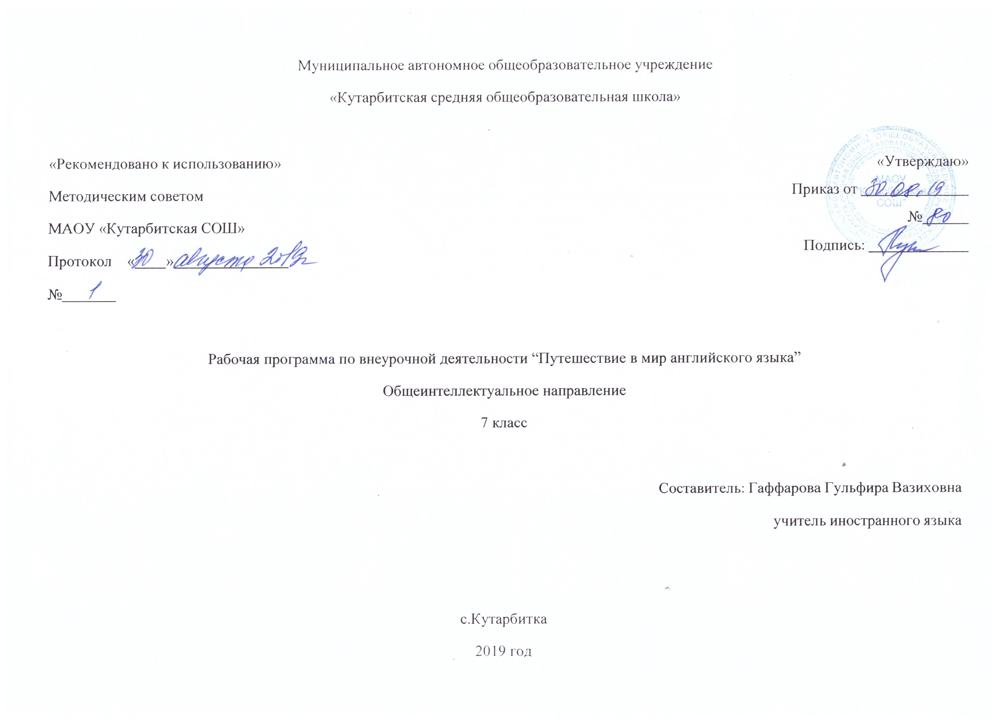 Муниципальное автономное общеобразовательное учреждение
«Кутарбитская средняя общеобразовательная школа»
«Рекомендовано к использованию»
Методическим советом
МАОУ «Кутарбитская СОШ»
Протокол «30» августа 2019г
№ 1
«Утверждаю»
Приказ от 30.08.19
№ 80
Подпись:
МАОУ
СОШ"
Рабочая программа по внеурочной деятельности “Путешествие в мир английского языка”
Общеинтеллектуальное направление
7 класс
Составитель: Гаффарова Гульфира Вазиховна
учитель иностранного языка
с.Кутарбитка
2019 год